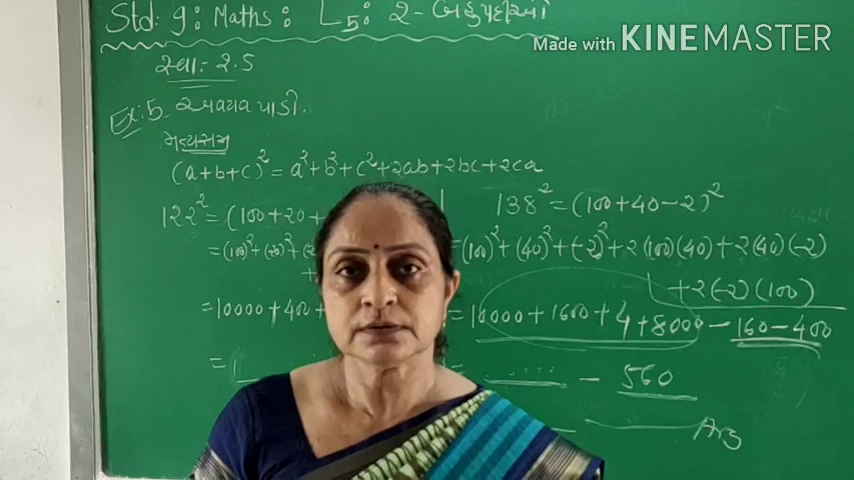 Std: 9: Maths: L5: 2 - બહુપદીઓ
Made with KINEMASTER
સ્વા:- 2.5
Ex:5 અવયવ પાડી.
નિત્યસમ
(a+b+c)² = a²+b²+c²+2ab+2bc+2ca
122² = (100+20+
= (100)²+(20)²+(2
+
= 10000+400+
=
138² = (100+40-2)²
= (100)²+(40)²+(-2)²+2(100)(40)+2(40)(-2)
+2(-2)(100)
= 10000+1600+4+8000-160-400
= ..... - 560
Ans